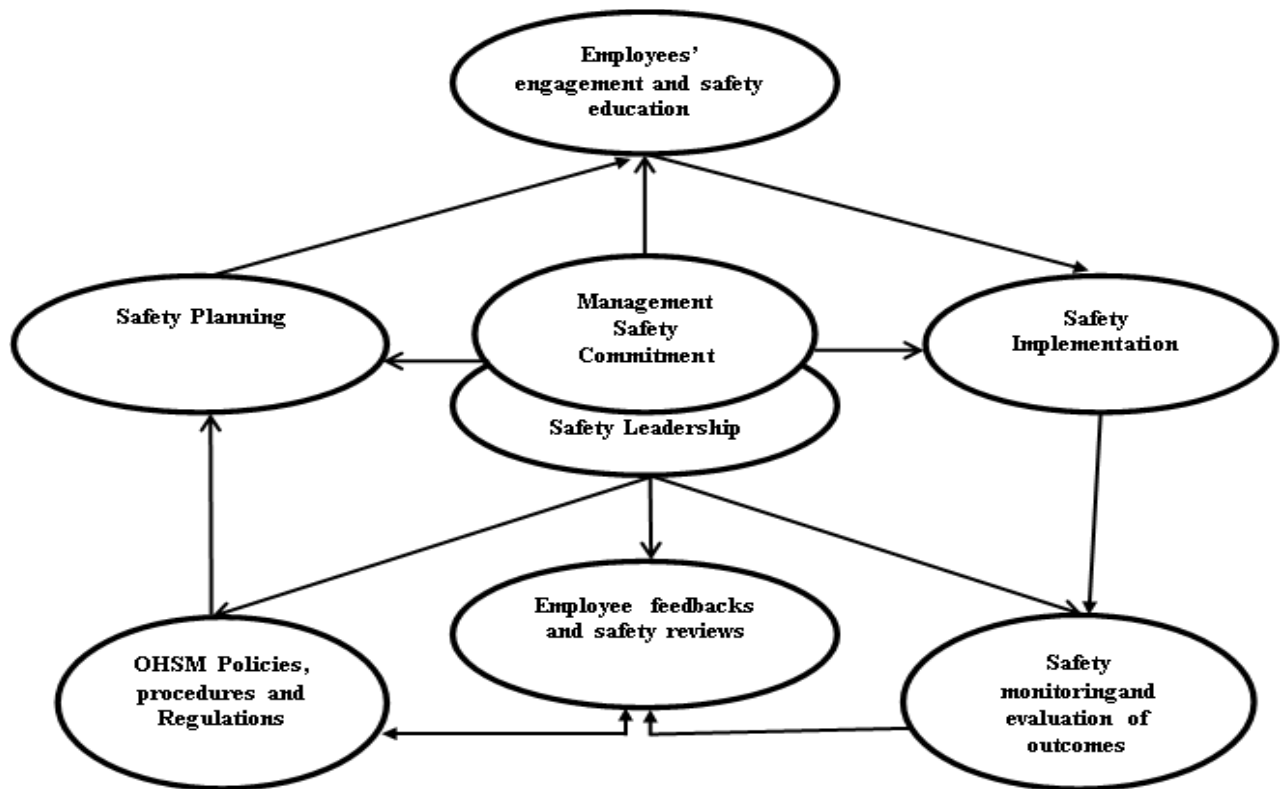 Employees’
engagement and safety
education
Safety Planning
Management
Safety
Commitment
Safety
Implementation
Safety Leadership
Employee feedbacks
and safety reviews
OHSM Policies,
procedures and
Regulations
Safety
monitoringand
evaluation of
outcomes